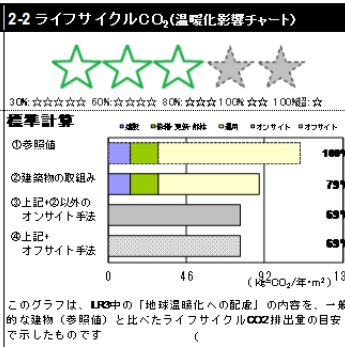 2-2 ライフサイクルCO2(温暖化影響チャート)
30%: ☆☆☆☆☆ 60%: ☆☆☆☆ 80%: ☆☆☆ 100%: ☆☆ 100%超: ☆
標準計算
■建設 ■修繕・更新・解体 ■運用 ■オンサイト ■オフサイト
①参照値 100%
②建築物の取組み 79%
③上記+②以外の
オンサイト手法 69%
④上記+
オフサイト手法 69%
0 46 92 13
(kg-CO2/年・m²)
このグラフは、LR3中の「地球温暖化への配慮」の内容を、一般
的な建物（参照値）と比べたライフサイクルCO2排出量の目安
で示したものです (